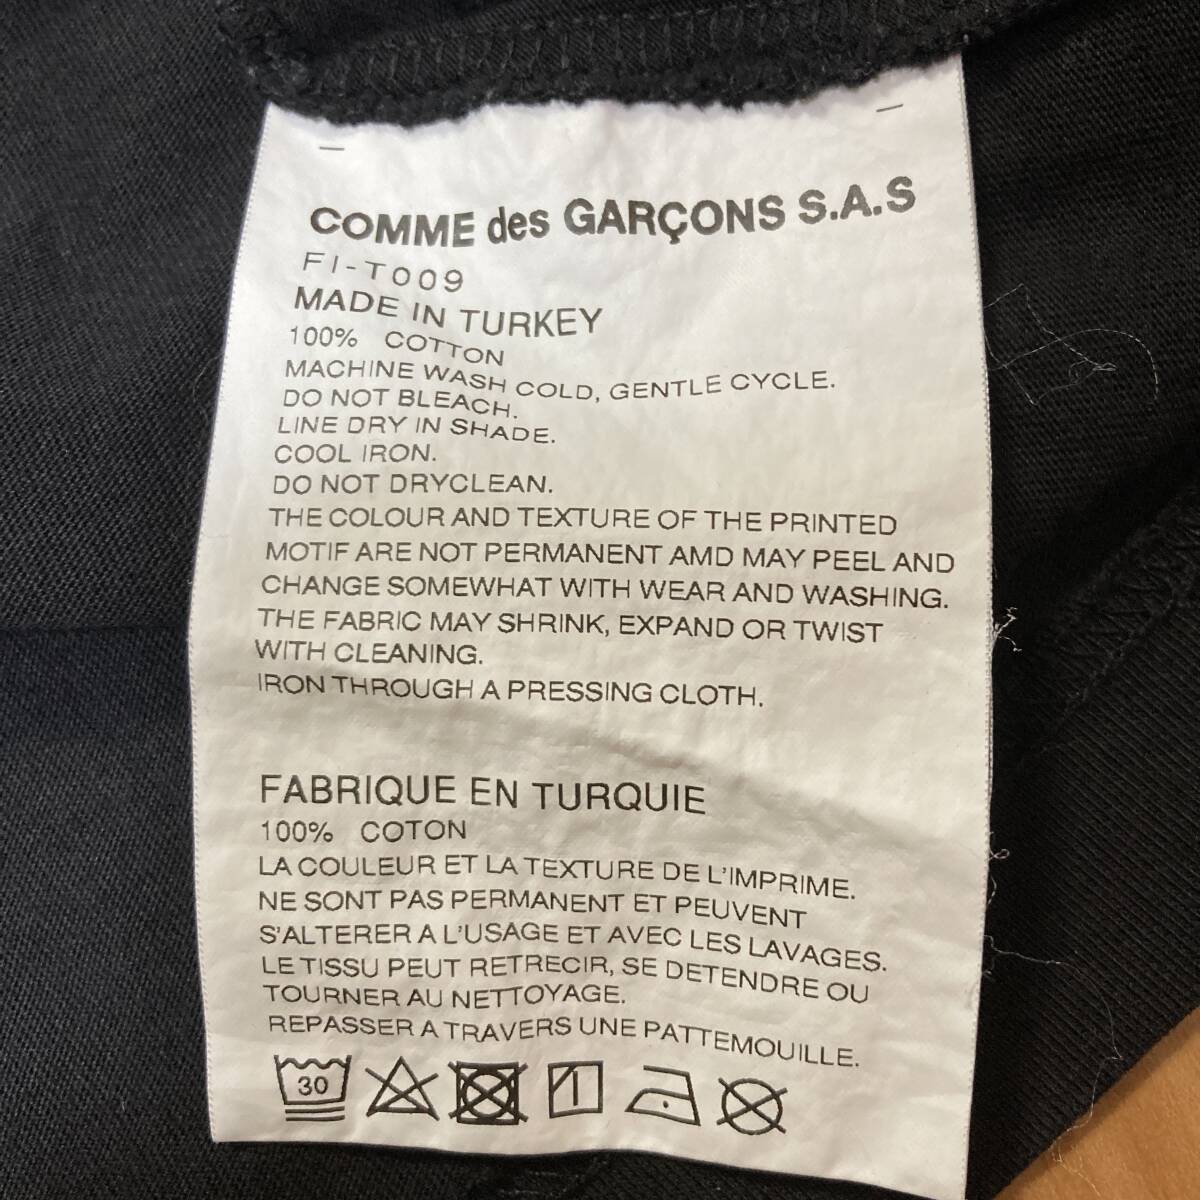 COMME des GARÇONS S.A.S
FI-T009
MADE IN TURKEY
100% COTTON
MACHINE WASH COLD, GENTLE CYCLE.
DO NOT BLEACH.
LINE DRY IN SHADE.
COOL IRON.
DO NOT DRYCLEAN.
THE COLOUR AND TEXTURE OF THE PRINTED
MOTIF ARE NOT PERMANENT AMD MAY PEEL AND
CHANGE SOMEWHAT WITH WEAR AND WASHING.
THE FABRIC MAY SHRINK, EXPAND OR TWIST
WITH CLEANING.
IRON THROUGH A PRESSING CLOTH.
FABRIQUE EN TURQUIE
100% COTON
LA COULEUR ET LA TEXTURE DE L'IMPRIME.
NE SONT PAS PERMANENT ET PEUVENT
S'ALTERER A L'USAGE ET AVEC LES LAVAGES.
LE TISSU PEUT RETRECIR, SE DETENDRE OU
TOURNER AU NETTOYAGE.
REPASSER A TRAVERS UNE PATTEMOUILLE.
30